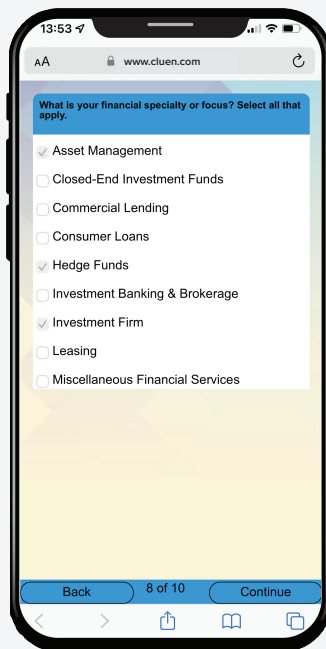 13:53
AA www.cluen.com
What is your financial specialty or focus? Select all that
apply.
Asset Management
Closed-End Investment Funds
Commercial Lending
Consumer Loans
Hedge Funds
Investment Banking & Brokerage
Investment Firm
Leasing
Miscellaneous Financial Services
Back 8 of 10 Continue